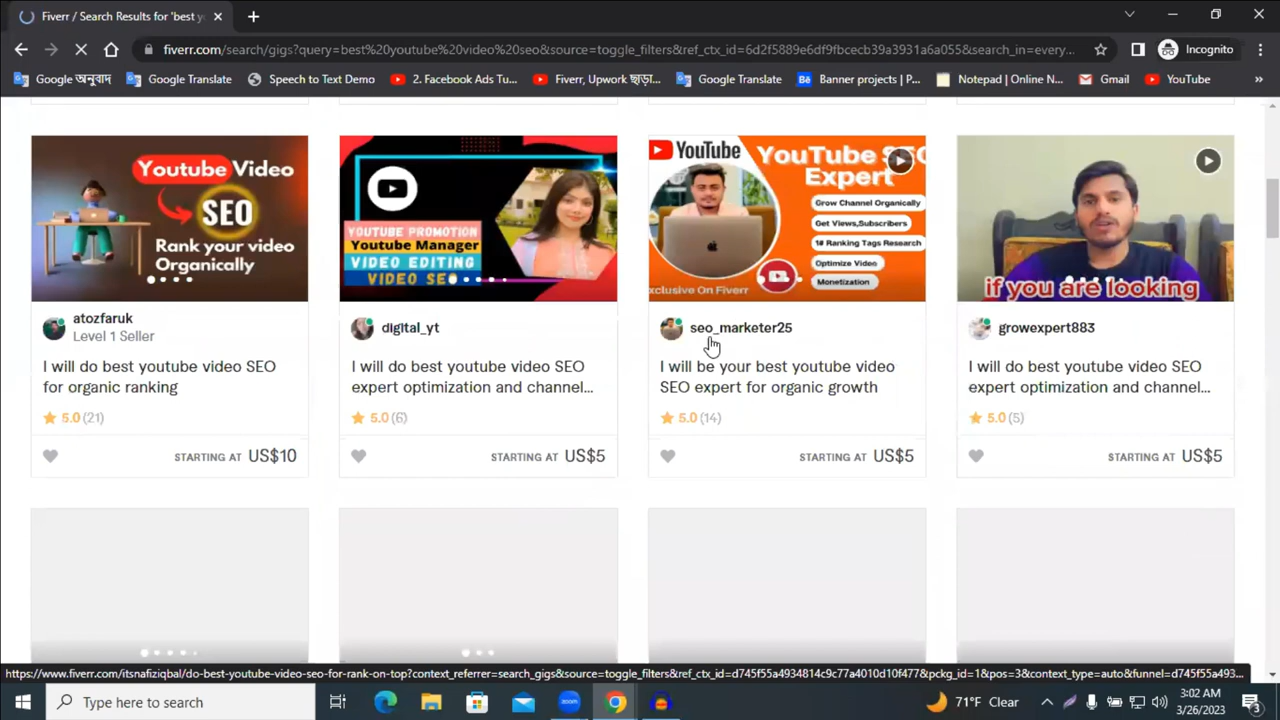 Fiverr / Search Results for 'best y
Incognito
fiverr.com/search/gigs?query=best%20youtube%20video%20seo&source=toggle_filters&ref_ctx_id=6d2f5889e6df9fbcecb39a3931a6a055&search_in=every...
Google অনুবাদ
Google Translate
Speech to Text Demo
2. Facebook Ads Tu...
Fiverr, Upwork ছাড়া...
Google Translate
Banner projects | P...
Notepad | Online N...
Gmail
YouTube
»
Youtube Video
SEO
Rank your video
Organically
YOUTUBE PROMOTION
Youtube Manager
VIDEO EDITING
VIDEO SEO
YouTube
YouTube SEO
Expert
Grow Channel Organically
Get Views,Subscribers
1# Ranking Tags Research
Optimize Video
Monetization
xclusive On Fiverr
if you are looking
atozfaruk
Level 1 Seller
I will do best youtube video SEO
for organic ranking
5.0 (21)
STARTING AT US$10
digital_yt
I will do best youtube video SEO
expert optimization and channel...
5.0 (6)
STARTING AT US$5
seo_marketer25
I will be your best youtube video
SEO expert for organic growth
5.0 (14)
STARTING AT US$5
growexpert883
I will do best youtube video SEO
expert optimization and channel...
5.0 (5)
STARTING AT US$5
https://www.fiverr.com/itsnafiziqbal/do-best-youtube-video-seo-for-rank-on-top?context_referrer=search_gigs&source=toggle_filters&ref_ctx_id=d745f55a4934814c9c77a4010d10f477&pckg_id=1&pos=3&context_type=auto&funnel=d745f55a493...
Type here to search
zoom
71°F Clear
3:02 AM
3/26/2023
3